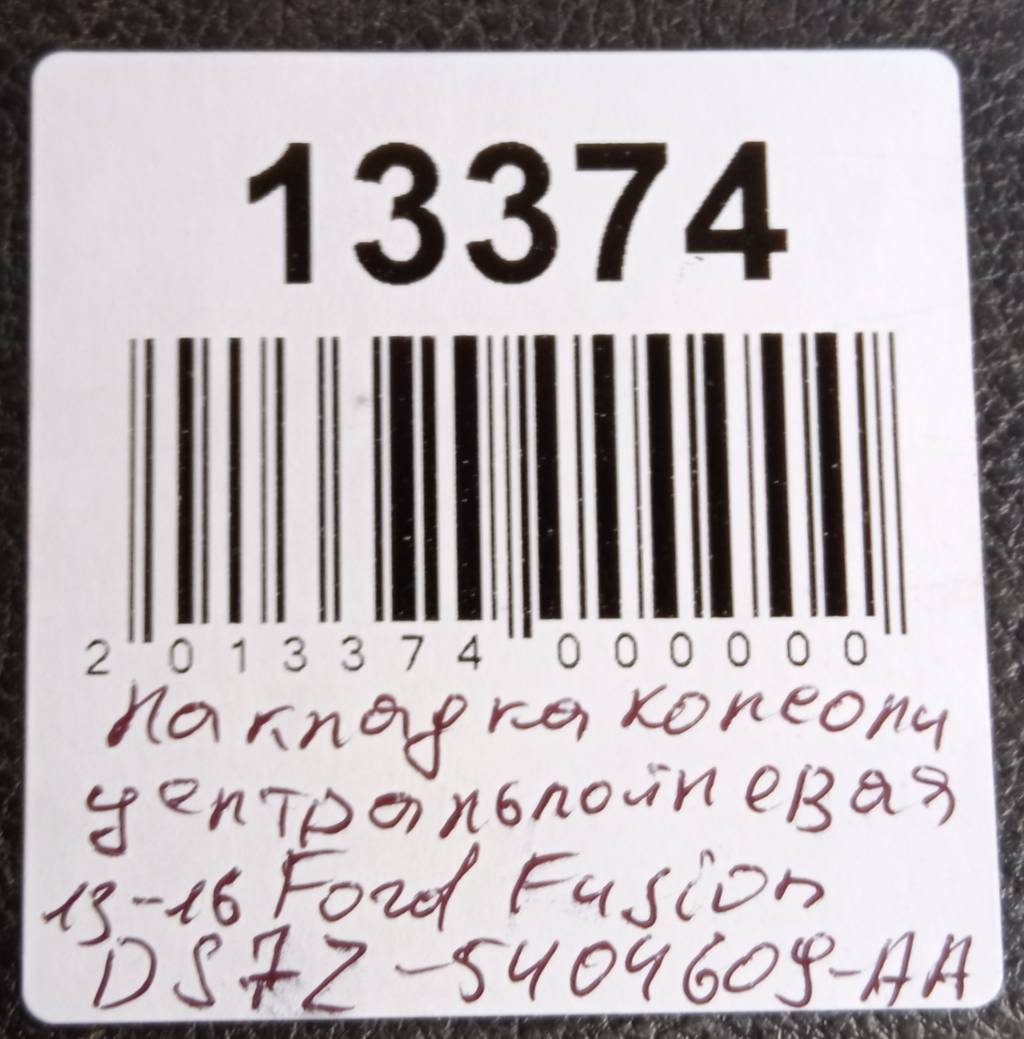 13374
2 013374 000000
Накладка консоли
центральной левая
13-16 Ford Fusion
DS7Z-5404609-AA